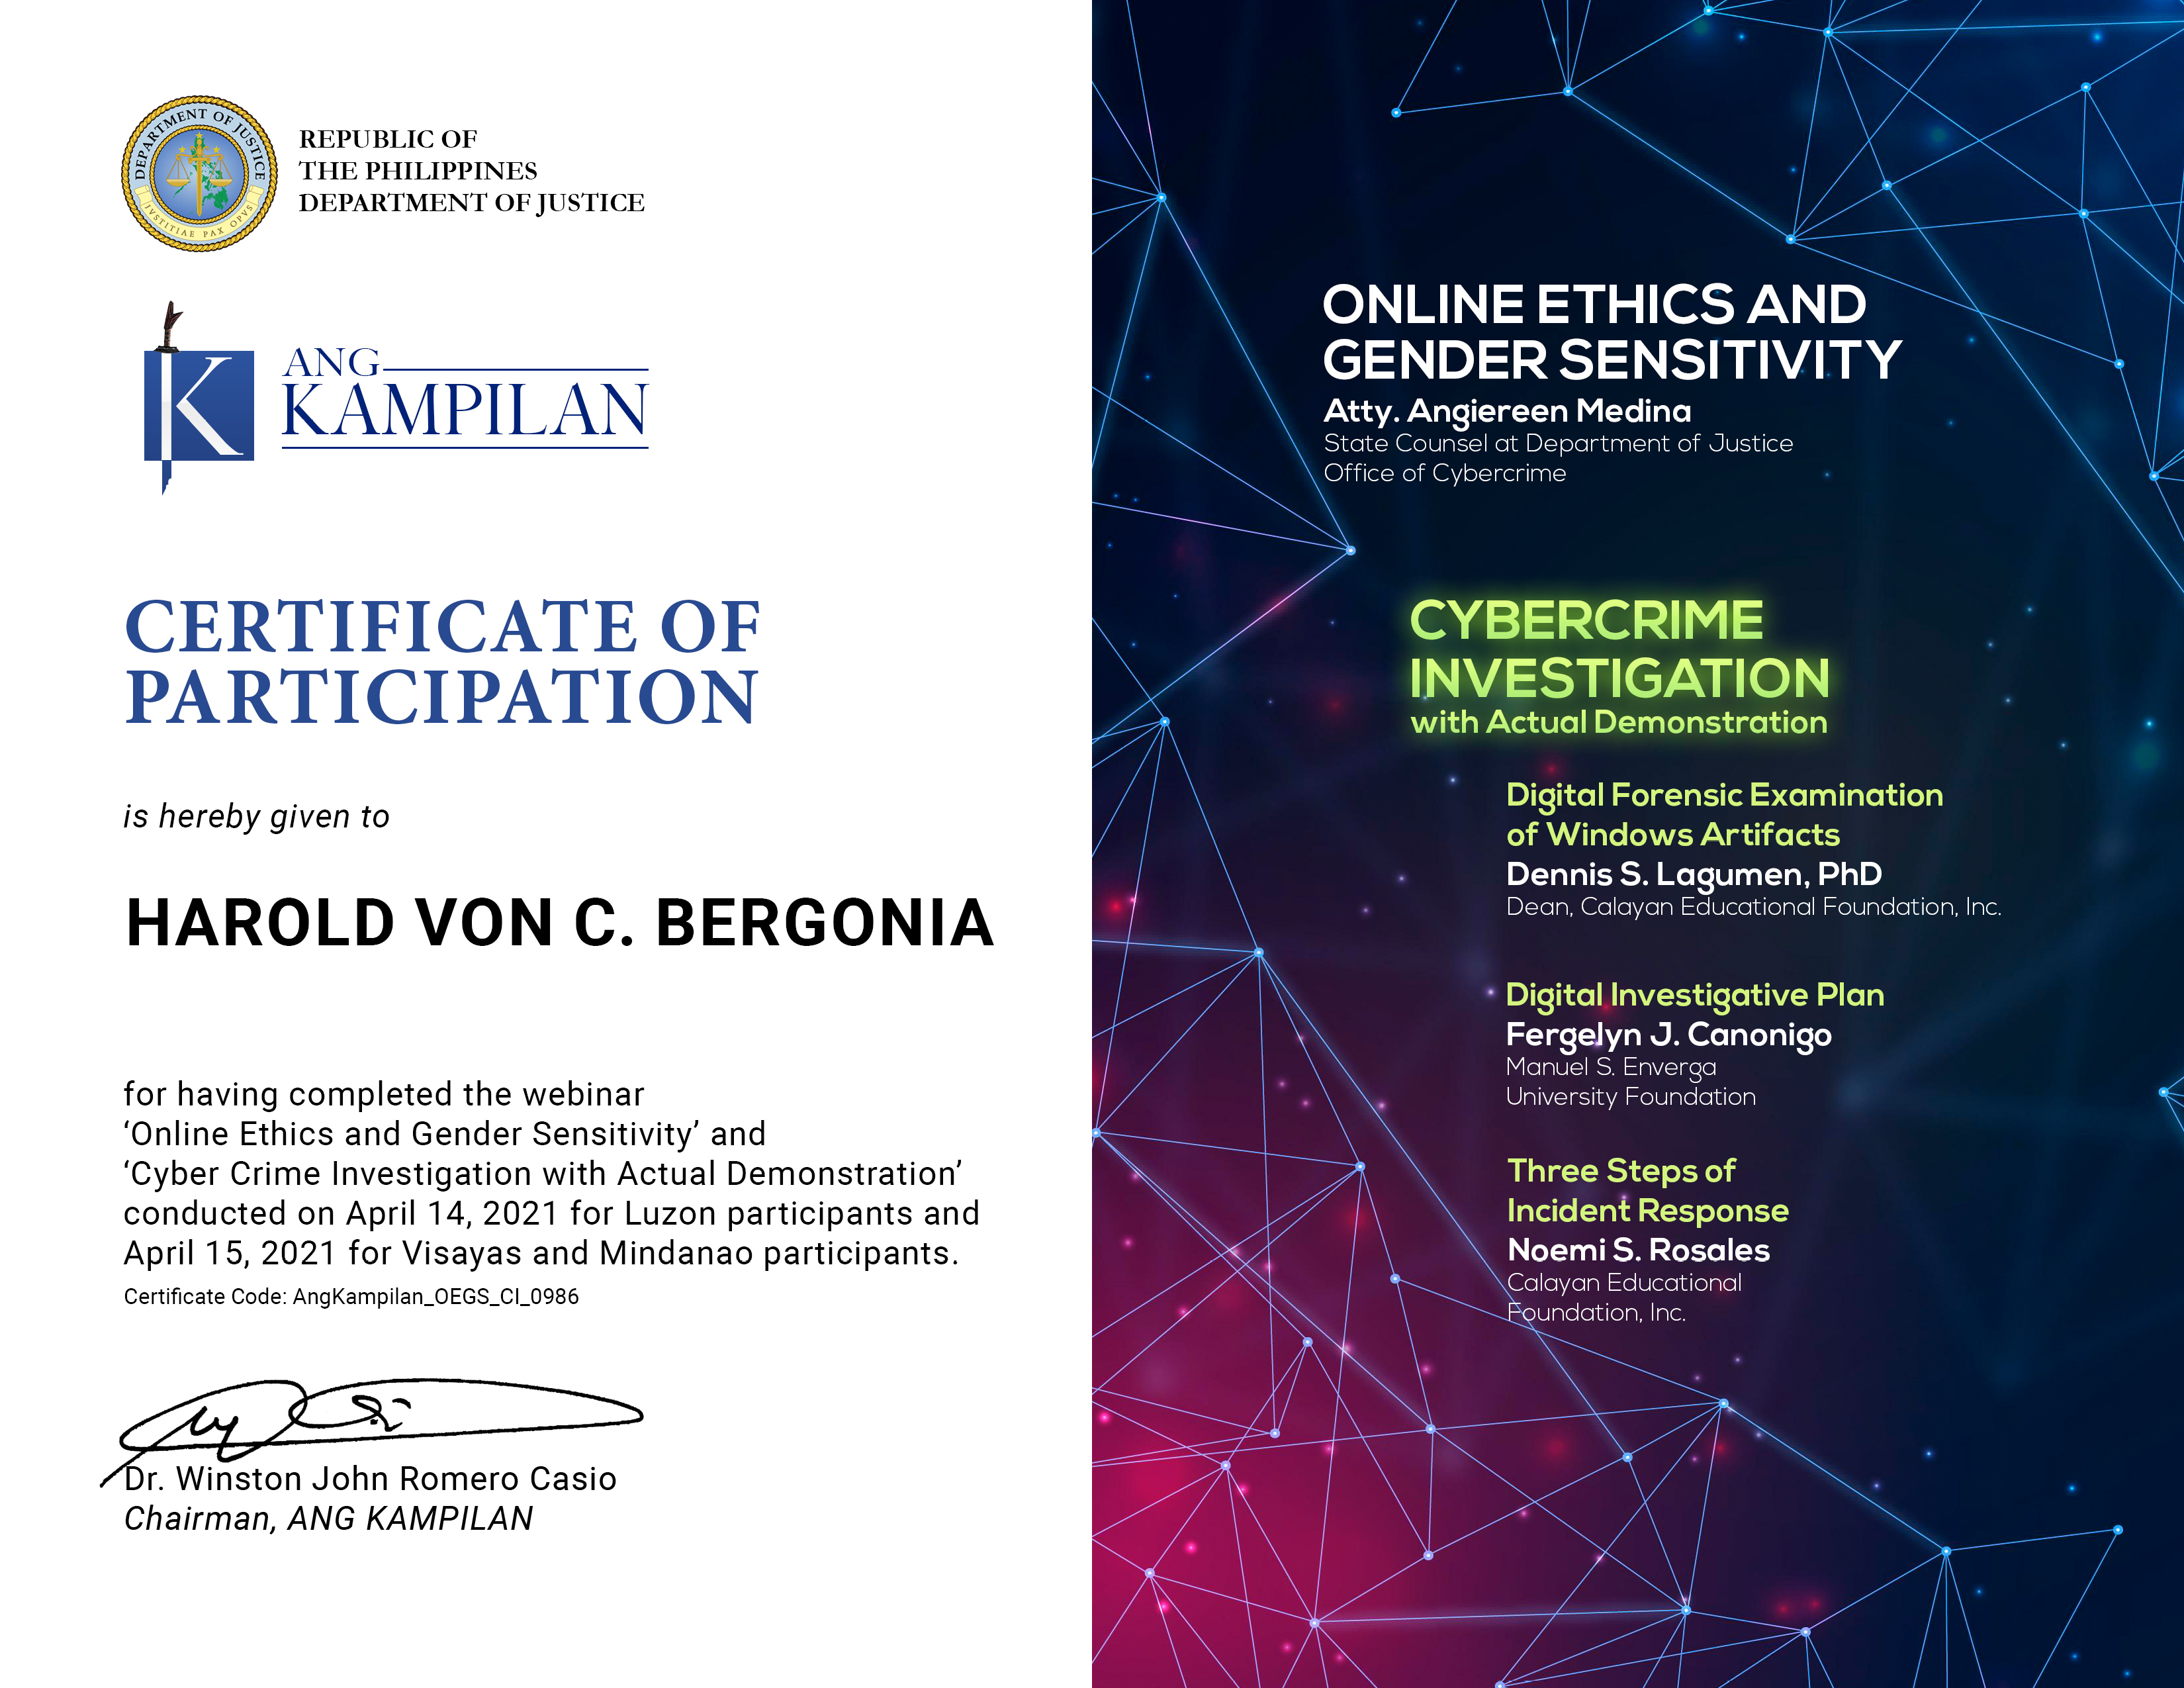 DEPARTMENT OF JUSTICE
JVSTITIAE PAX OPVS
REPUBLIC OF
THE PHILIPPINES
DEPARTMENT OF JUSTICE
K
ANG
KAMPILAN
CERTIFICATE OF
PARTICIPATION
is hereby given to
HAROLD VON C. BERGONIA
for having completed the webinar
‘Online Ethics and Gender Sensitivity’ and
‘Cyber Crime Investigation with Actual Demonstration’
conducted on April 14, 2021 for Luzon participants and
April 15, 2021 for Visayas and Mindanao participants.
Certificate Code: AngKampilan_OEGS_CI_0986
Dr. Winston John Romero Casio
Chairman, ANG KAMPILAN
ONLINE ETHICS AND
GENDER SENSITIVITY
Atty. Angiereen Medina
State Counsel at Department of Justice
Office of Cybercrime
CYBERCRIME
INVESTIGATION
with Actual Demonstration
Digital Forensic Examination
of Windows Artifacts
Dennis S. Lagumen, PhD
Dean, Calayan Educational Foundation, Inc.
Digital Investigative Plan
Fergelyn J. Canonigo
Manuel S. Enverga
University Foundation
Three Steps of
Incident Response
Noemi S. Rosales
Calayan Educational
Foundation, Inc.